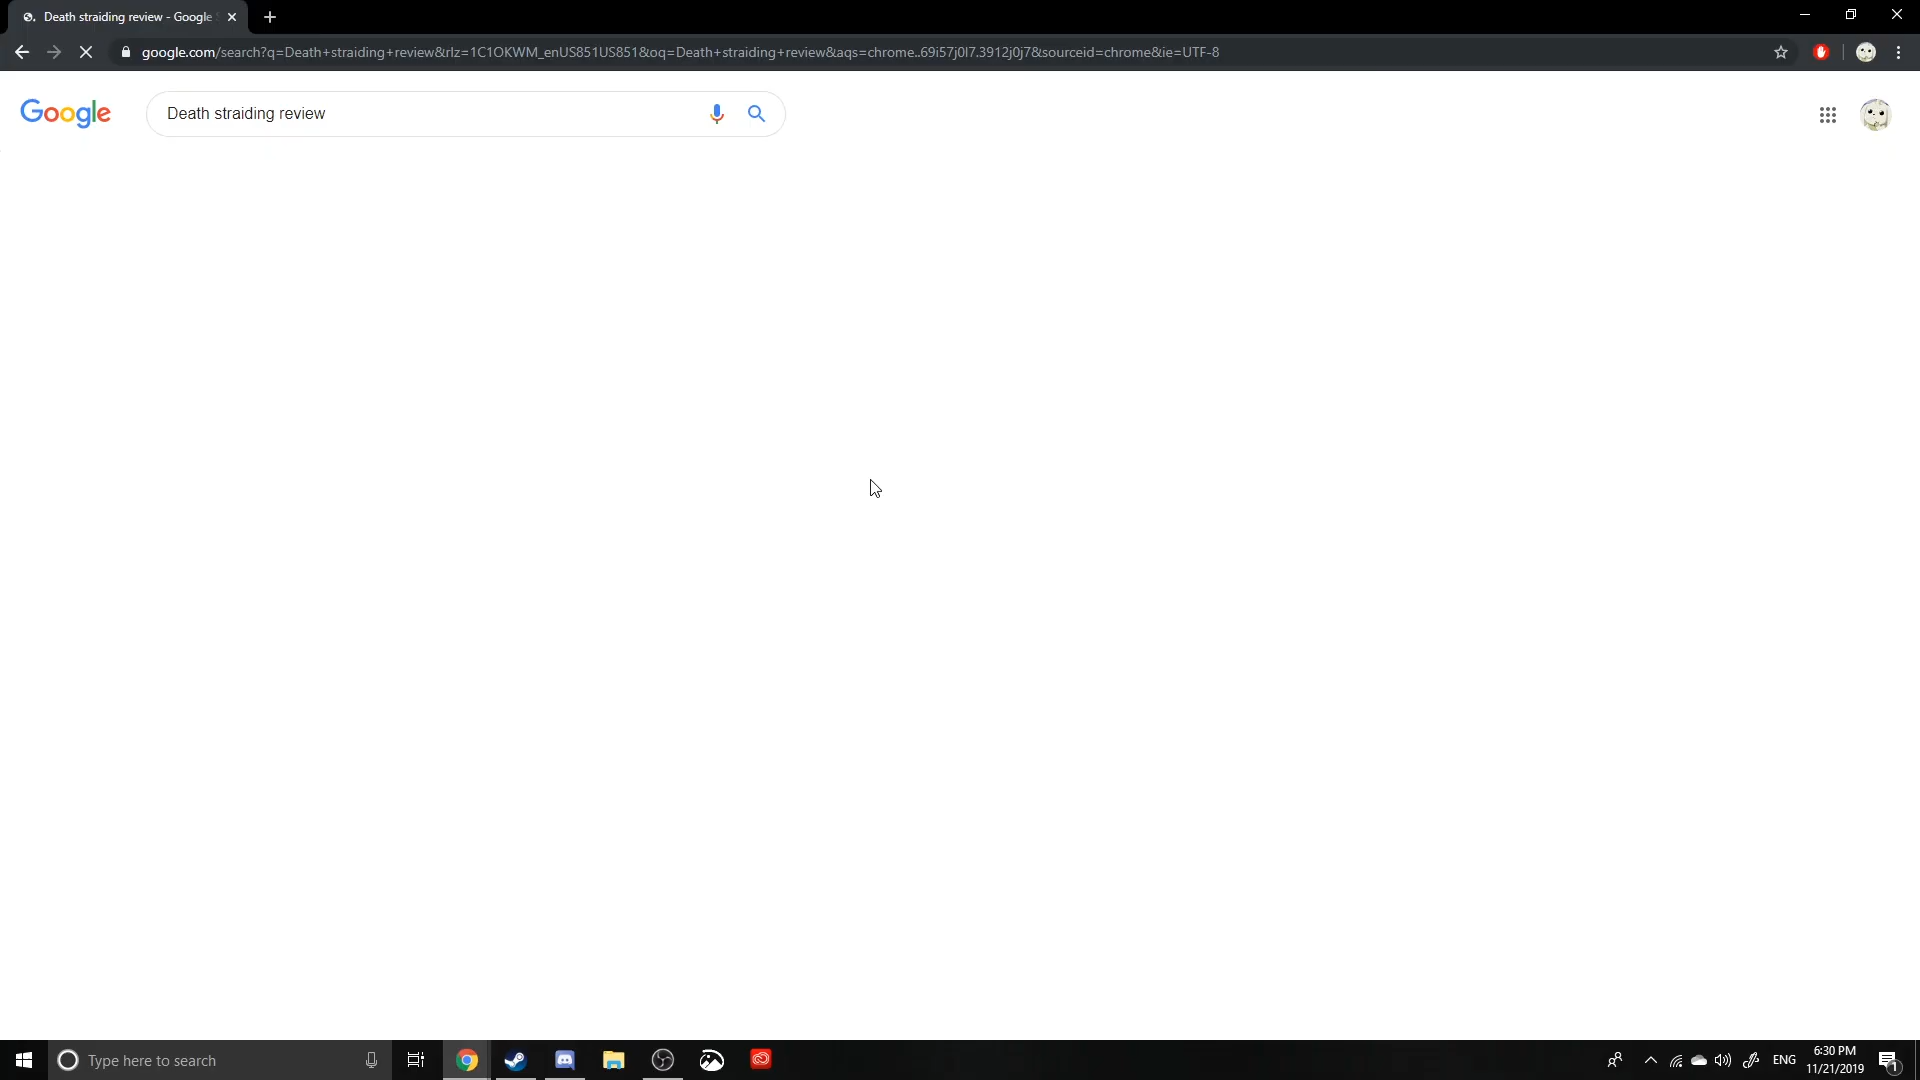 Death straiding review - Google
google.com/search?q=Death+straiding+review&rlz=1C1OKWM_enUS851US851&oq=Death+straiding+review&aqs=chrome..69i57j0l7.3912j0j7&sourceid=chrome&ie=UTF-8
Google
Death straiding review
Type here to search
ENG
6:30 PM
11/21/2019
1